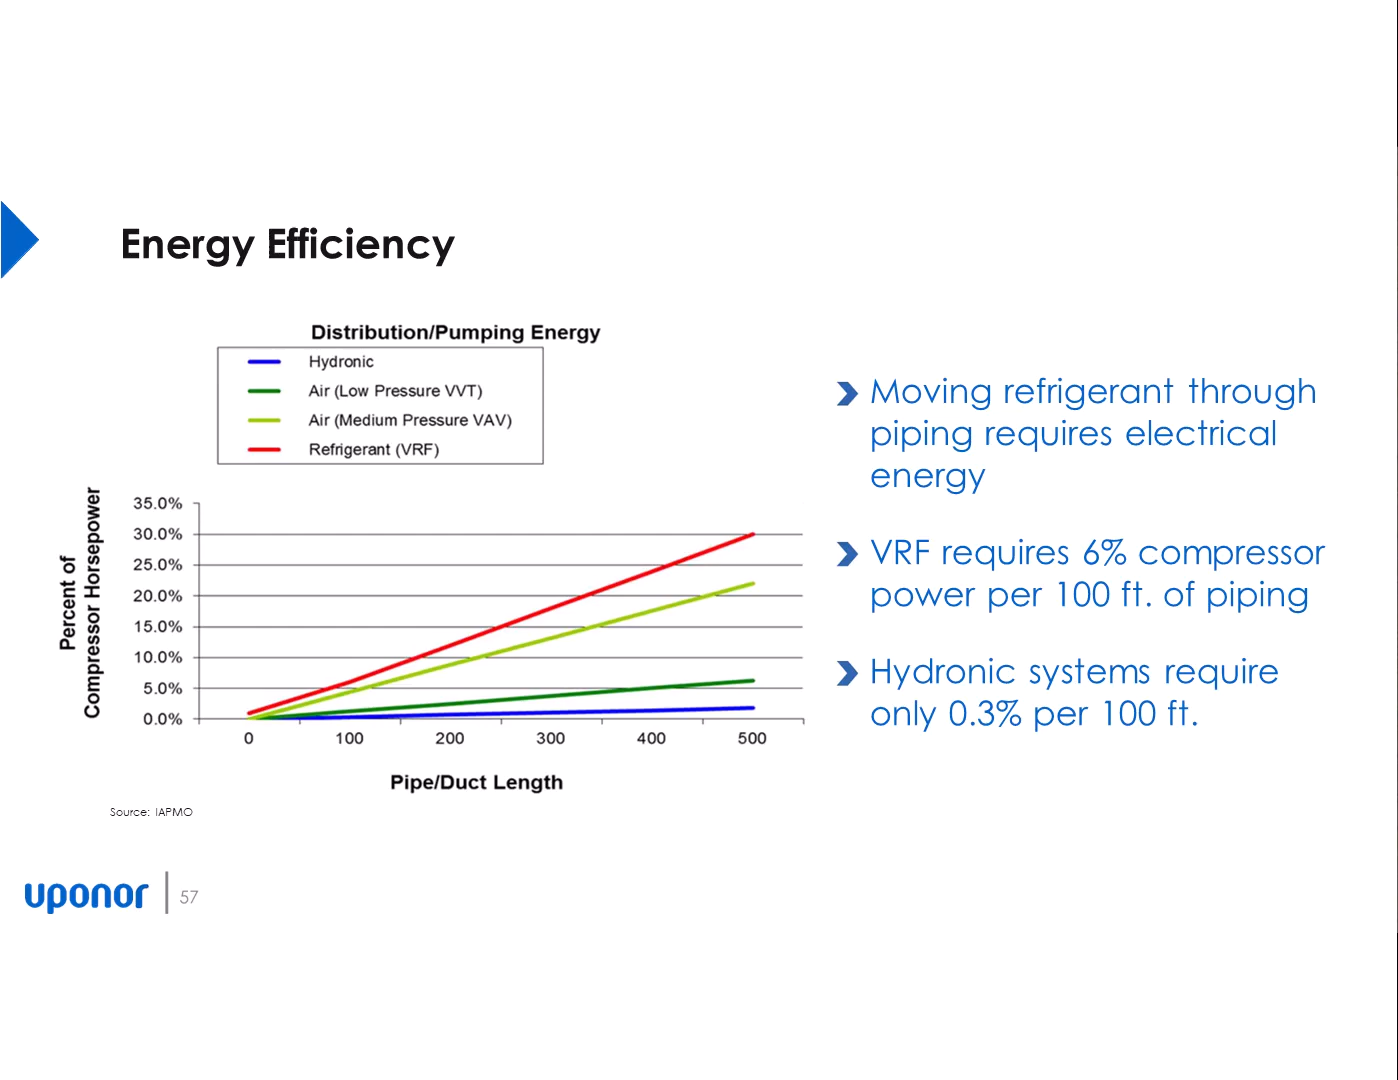 Energy Efficiency
Distribution/Pumping Energy
Hydronic
Air (Low Pressure VVT)
Air (Medium Pressure VAV)
Refrigerant (VRF)
Percent of
Compressor Horsepower
35.0%
30.0%
25.0%
20.0%
15.0%
10.0%
5.0%
0.0%
0 100 200 300 400 500
Pipe/Duct Length
Source: IAPMO
Moving refrigerant through
piping requires electrical
energy
VRF requires 6% compressor
power per 100 ft. of piping
Hydronic systems require
only 0.3% per 100 ft.
uponor 57